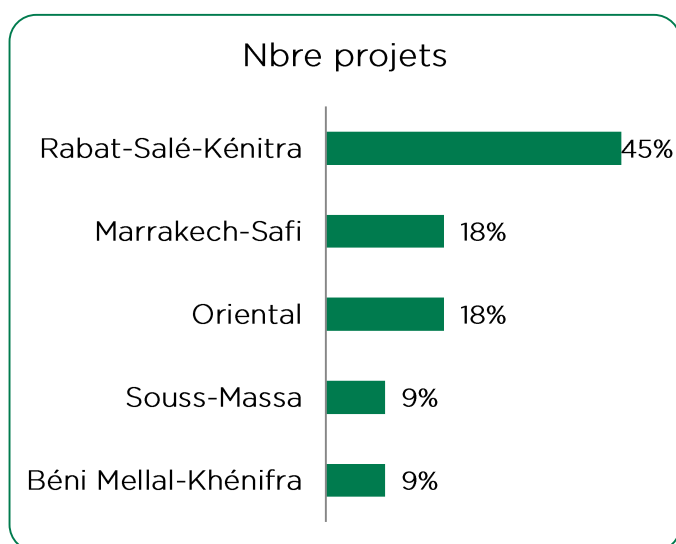 Nbre projets
Rabat-Salé-Kénitra 45%
Marrakech-Safi 18%
Oriental 18%
Souss-Massa 9%
Béni Mellal-Khénifra 9%